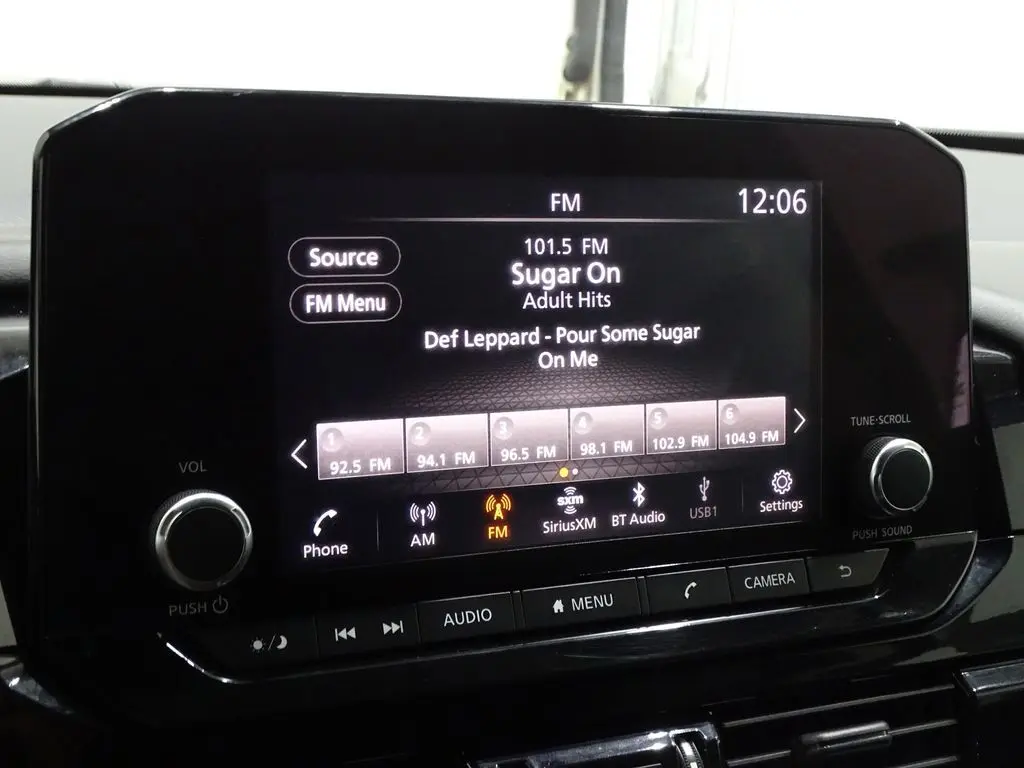 FM
12:06
Source
FM Menu
101.5 FM
Sugar On
Adult Hits
Def Leppard - Pour Some Sugar
On Me
1
92.5 FM
2
94.1 FM
3
96.5 FM
4
98.1 FM
5
102.9 FM
6
104.9 FM
Phone
AM
FM
sxm
SiriusXM
BT Audio
USB1
Settings
VOL
PUSH
TUNE·SCROLL
PUSH SOUND
AUDIO
MENU
CAMERA